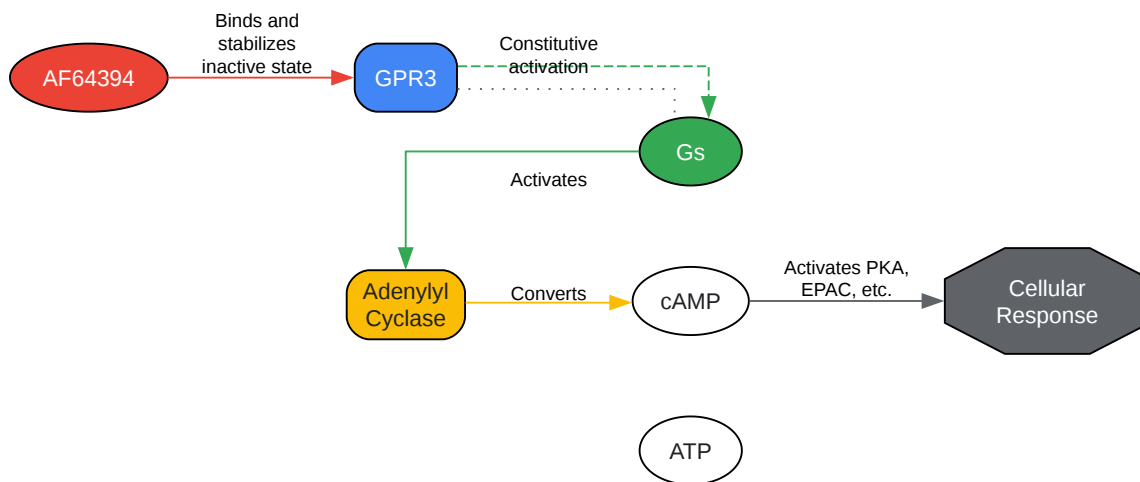 Binds and
stabilizes
inactive state
AF64394
GPR3
Constitutive
activation
Gs
Activates
Adenylyl
Cyclase
Converts
cAMP
Activates PKA,
EPAC, etc.
Cellular
Response
ATP